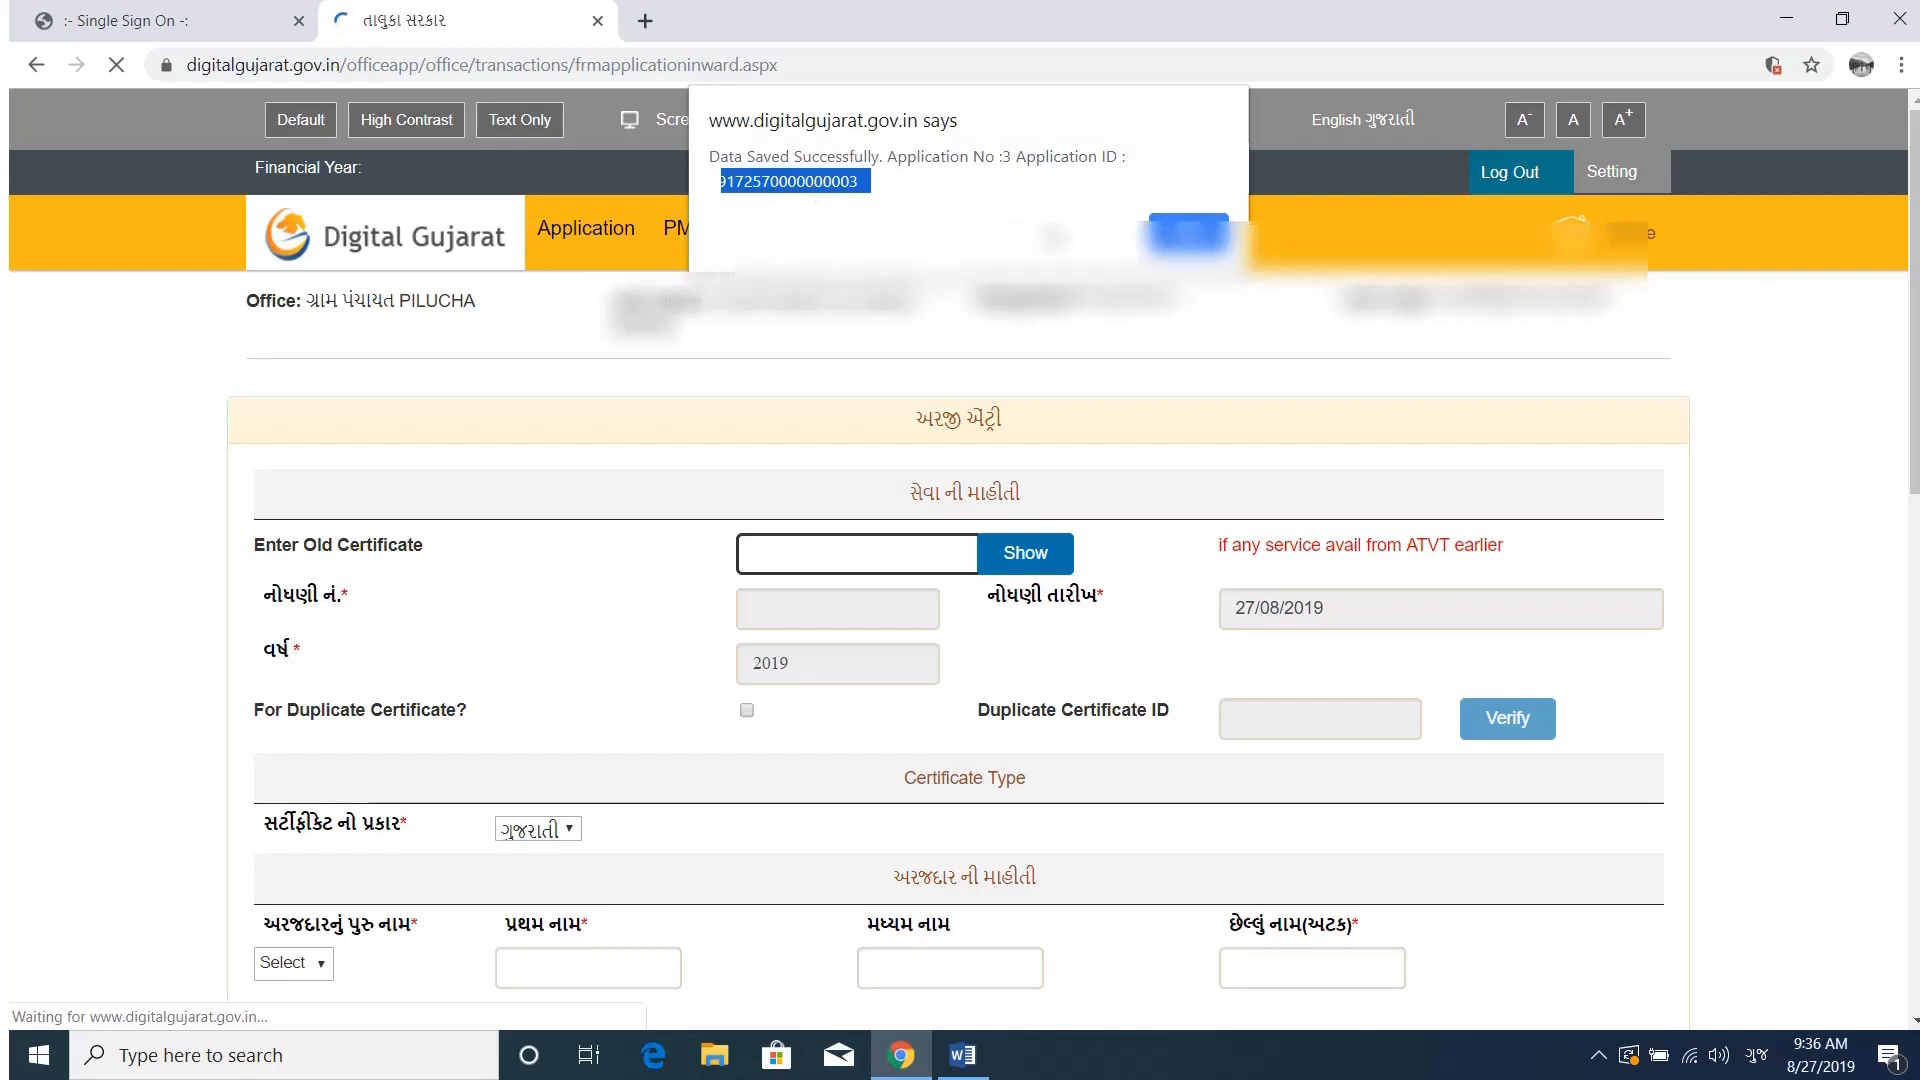 :- Single Sign On -:
તાલુકા સરકાર
digitalgujarat.gov.in/officeapp/office/transactions/frmapplicationinward.aspx
Default High Contrast Text Only Scre
www.digitalgujarat.gov.in says
Data Saved Successfully. Application No :3 Application ID :
9172570000000003
English ગુજરાતી
A- A A+
Financial Year:
Log Out Setting
Digital Gujarat Application PM
Office: ગ્રામ પંચાયત PILUCHA
અરજી એંટ્રી
સેવા ની માહીતી
Enter Old Certificate Show if any service avail from ATVT earlier
નોધણી નં.* નોધણી તારીખ* 27/08/2019
વર્ષ * 2019
For Duplicate Certificate? Duplicate Certificate ID Verify
Certificate Type
સર્ટીફીકેટ નો પ્રકાર* ગુજરાતી
અરજદાર ની માહીતી
અરજદારનું પુરુ નામ* પ્રથમ નામ* મધ્યમ નામ છેલ્લું નામ(અટક)*
Select
Waiting for www.digitalgujarat.gov.in...
Type here to search
ગુજ
9:36 AM
8/27/2019
1